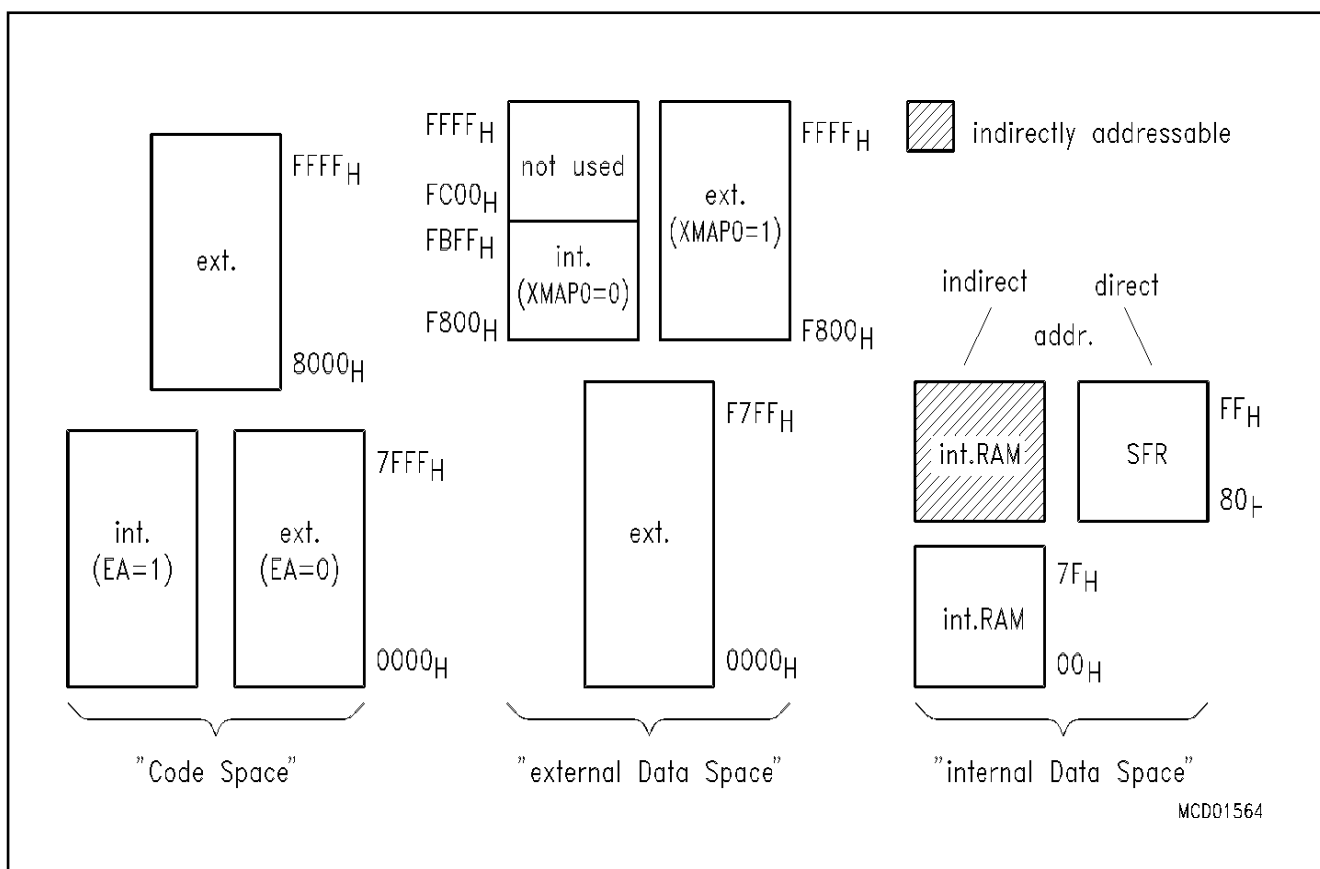 FFFFH
ext.
8000H
int.
(EA=1)
ext.
(EA=0)
7FFFH
0000H
"Code Space"
FFFFH
not used
FC00H
FBFFH
int.
(XMAP0=0)
F800H
ext.
(XMAP0=1)
FFFFH
F800H
F7FFH
ext.
0000H
"external Data Space"
indirectly addressable
indirect
direct
addr.
int.RAM
SFR
FFH
80H
int.RAM
7FH
00H
"internal Data Space"
MCD01564